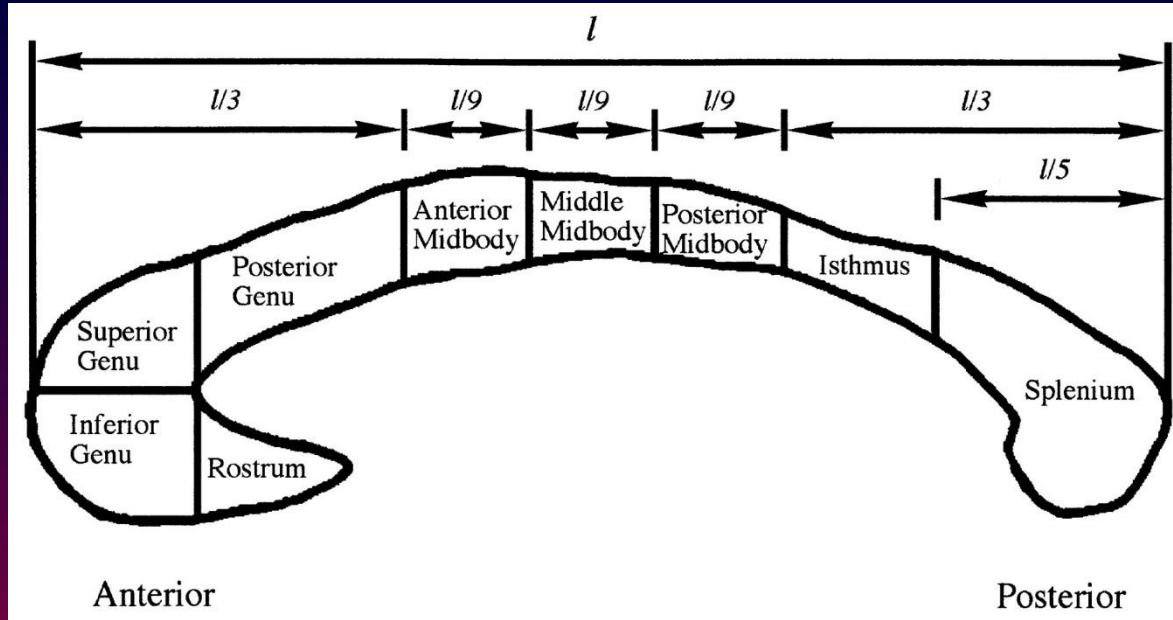 l
l/3
l/9
l/9
l/9
l/3
l/5
Anterior
Midbody
Middle
Midbody
Posterior
Midbody
Posterior
Genu
Isthmus
Superior
Genu
Splenium
Inferior
Genu
Rostrum
Anterior
Posterior